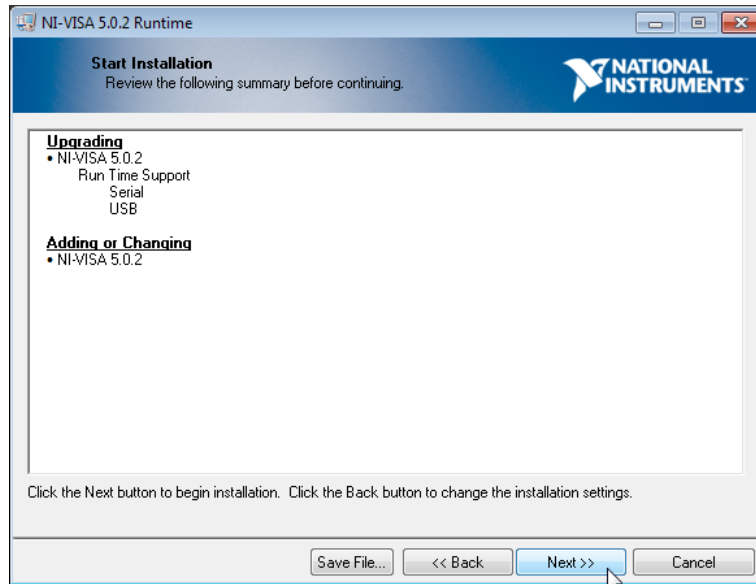 NI-VISA 5.0.2 Runtime
Start Installation
Review the following summary before continuing.
NATIONAL
INSTRUMENTS
Upgrading
• NI-VISA 5.0.2
Run Time Support
Serial
USB
Adding or Changing
• NI-VISA 5.0.2
Click the Next button to begin installation.  Click the Back button to change the installation settings.
Save File... << Back Next >> Cancel